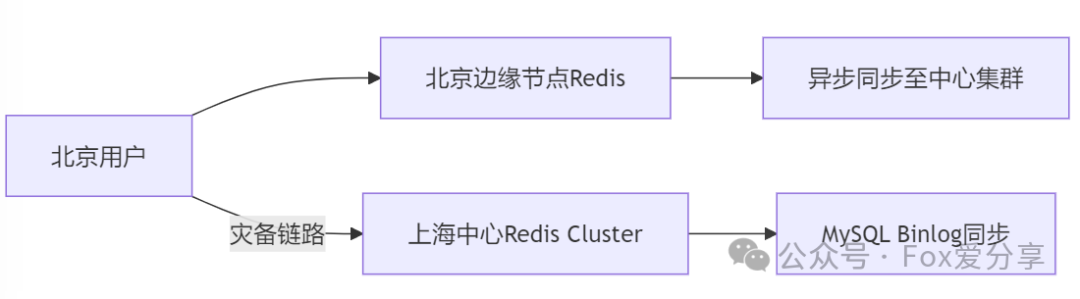 北京用户
北京边缘节点Redis
异步同步至中心集群
灾备链路
上海中心Redis Cluster
MySQL Binlog同步
公众号 · Fox爱分享